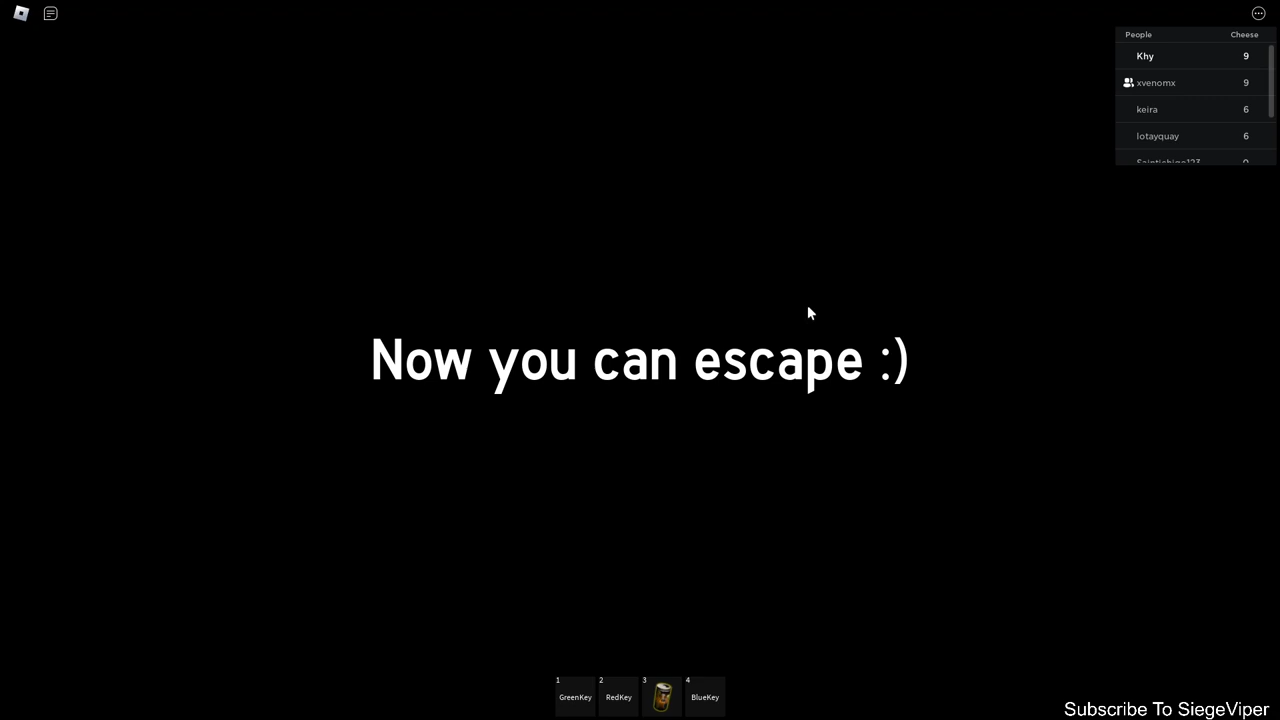 People Cheese
Khy 9
xvenomx 9
keira 6
lotayquay 6
Now you can escape :)
1 2 3 4
GreenKey RedKey BlueKey
Subscribe To SiegeViper